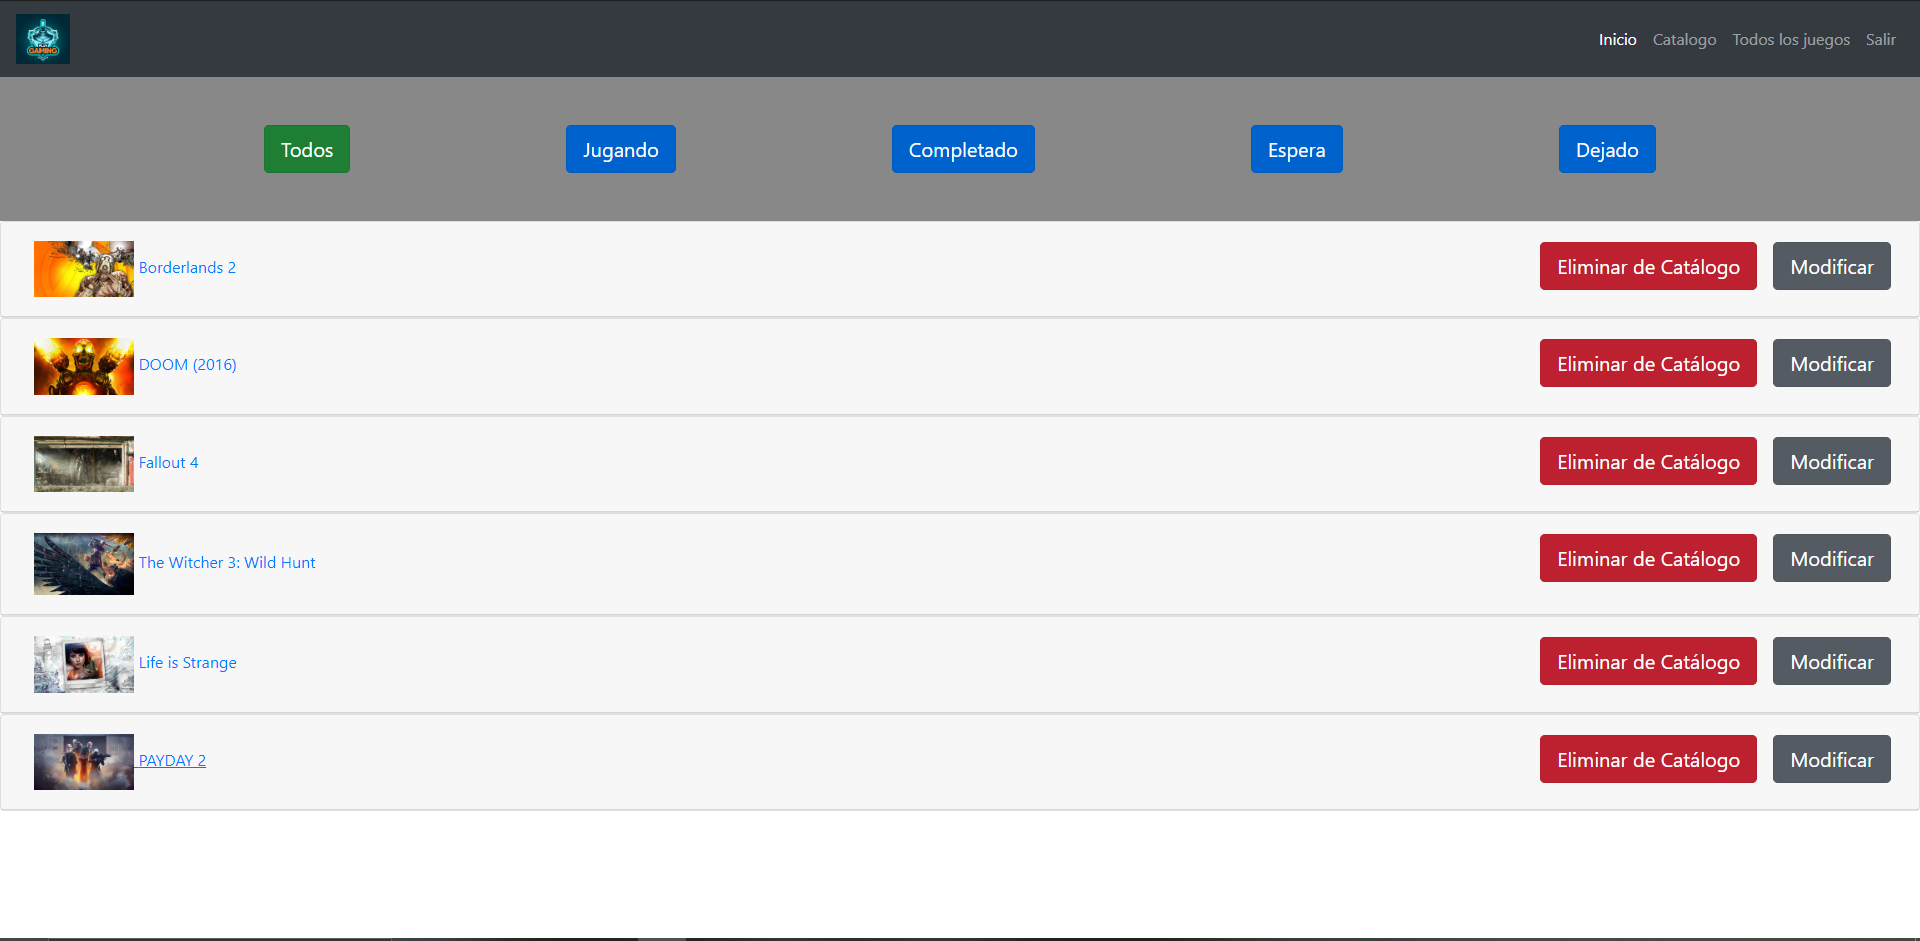 GAMING
Inicio Catalogo Todos los juegos Salir
Todos Jugando Completado Espera Dejado
Borderlands 2 Eliminar de Catálogo Modificar
DOOM (2016) Eliminar de Catálogo Modificar
Fallout 4 Eliminar de Catálogo Modificar
The Witcher 3: Wild Hunt Eliminar de Catálogo Modificar
Life is Strange Eliminar de Catálogo Modificar
PAYDAY 2 Eliminar de Catálogo Modificar